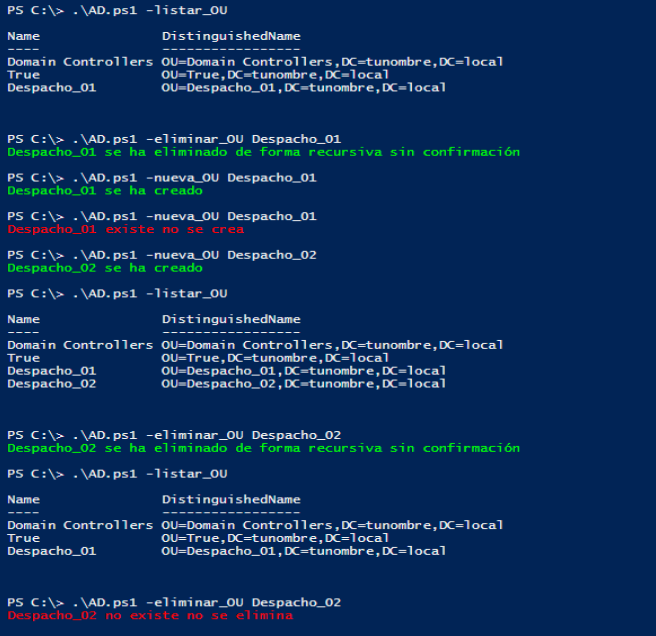 PS C:\> .\AD.ps1 -listar_OU
Name                DistinguishedName
----                -----------------
Domain Controllers OU=Domain Controllers,DC=tunombre,DC=local
True                OU=True,DC=tunombre,DC=local
Despacho_01         OU=Despacho_01,DC=tunombre,DC=local
PS C:\> .\AD.ps1 -eliminar_OU Despacho_01
Despacho_01 se ha eliminado de forma recursiva sin confirmación
PS C:\> .\AD.ps1 -nueva_OU Despacho_01
Despacho_01 se ha creado
PS C:\> .\AD.ps1 -nueva_OU Despacho_01
Despacho_01 existe no se crea
PS C:\> .\AD.ps1 -nueva_OU Despacho_02
Despacho_02 se ha creado
PS C:\> .\AD.ps1 -listar_OU
Name                DistinguishedName
----                -----------------
Domain Controllers OU=Domain Controllers,DC=tunombre,DC=local
True                OU=True,DC=tunombre,DC=local
Despacho_01         OU=Despacho_01,DC=tunombre,DC=local
Despacho_02         OU=Despacho_02,DC=tunombre,DC=local
PS C:\> .\AD.ps1 -eliminar_OU Despacho_02
Despacho_02 se ha eliminado de forma recursiva sin confirmación
PS C:\> .\AD.ps1 -listar_OU
Name                DistinguishedName
----                -----------------
Domain Controllers OU=Domain Controllers,DC=tunombre,DC=local
True                OU=True,DC=tunombre,DC=local
Despacho_01         OU=Despacho_01,DC=tunombre,DC=local
PS C:\> .\AD.ps1 -eliminar_OU Despacho_02
Despacho_02 no existe no se elimina